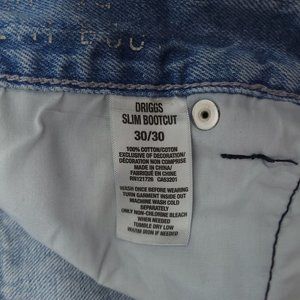 DRIGGS
SLIM BOOTCUT
30/30
100% COTTON/COTON
EXCLUSIVE OF DECORATION/
DÉCORATION NON COMPRISE
MADE IN CHINA/
FABRIQUÉ EN CHINE
RN121726 CA53201
WASH ONCE BEFORE WEARING
TURN GARMENT INSIDE OUT
MACHINE WASH COLD
SEPARATELY
ONLY NON-CHLORINE BLEACH
WHEN NEEDED
TUMBLE DRY LOW
WARM IRON IF NEEDED